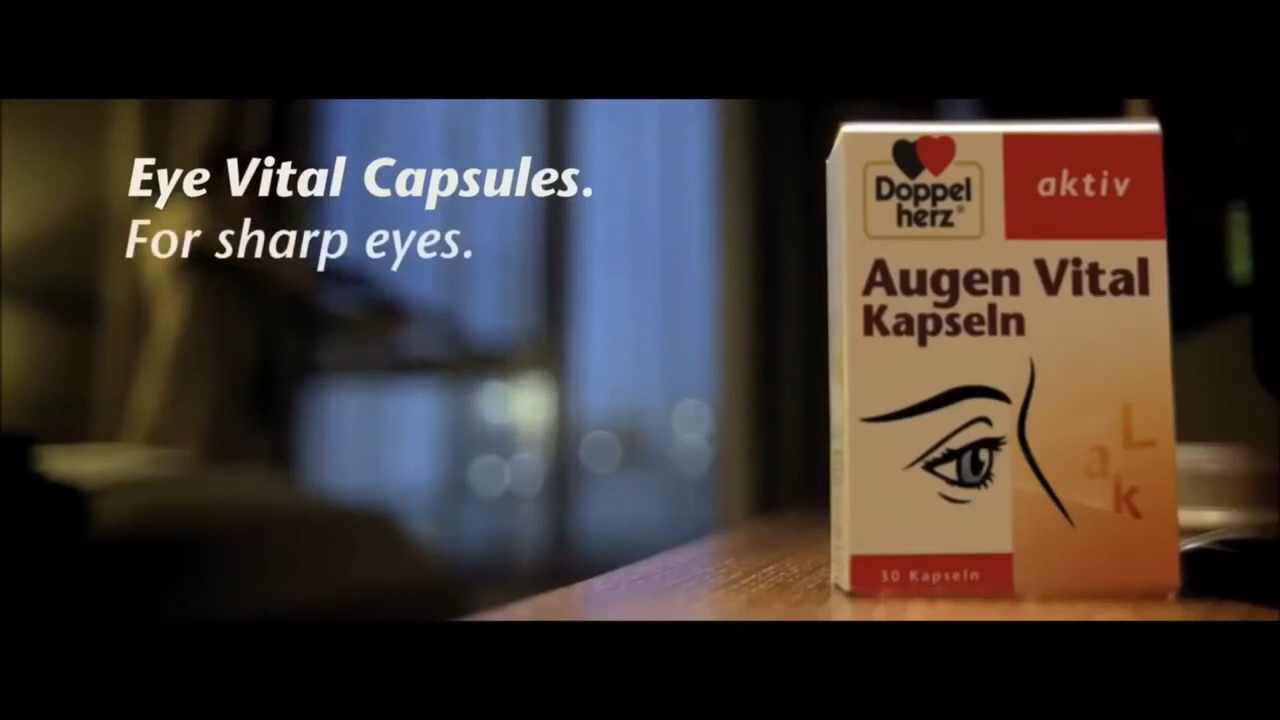 Eye Vital Capsules.
For sharp eyes.
Doppel
herz®
aktiv
Augen Vital
Kapseln
L
a
k
30 Kapseln